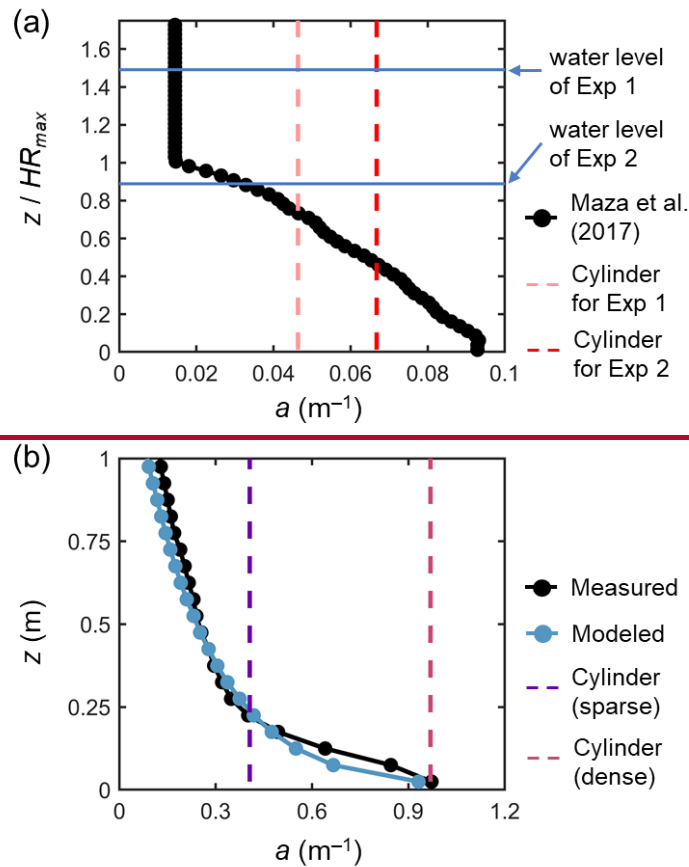 (a)
1.6
1.4
1.2
1
0.8
0.6
0.4
0.2
0
z / HRmax
0
0.02
0.04
0.06
0.08
0.1
a (m–1)
water level
of Exp 1
water level
of Exp 2
Maza et al.
(2017)
Cylinder
for Exp 1
Cylinder
for Exp 2
(b)
1
0.75
0.5
0.25
0
z (m)
0
0.3
0.6
0.9
1.2
a (m–1)
Measured
Modeled
Cylinder
(sparse)
Cylinder
(dense)